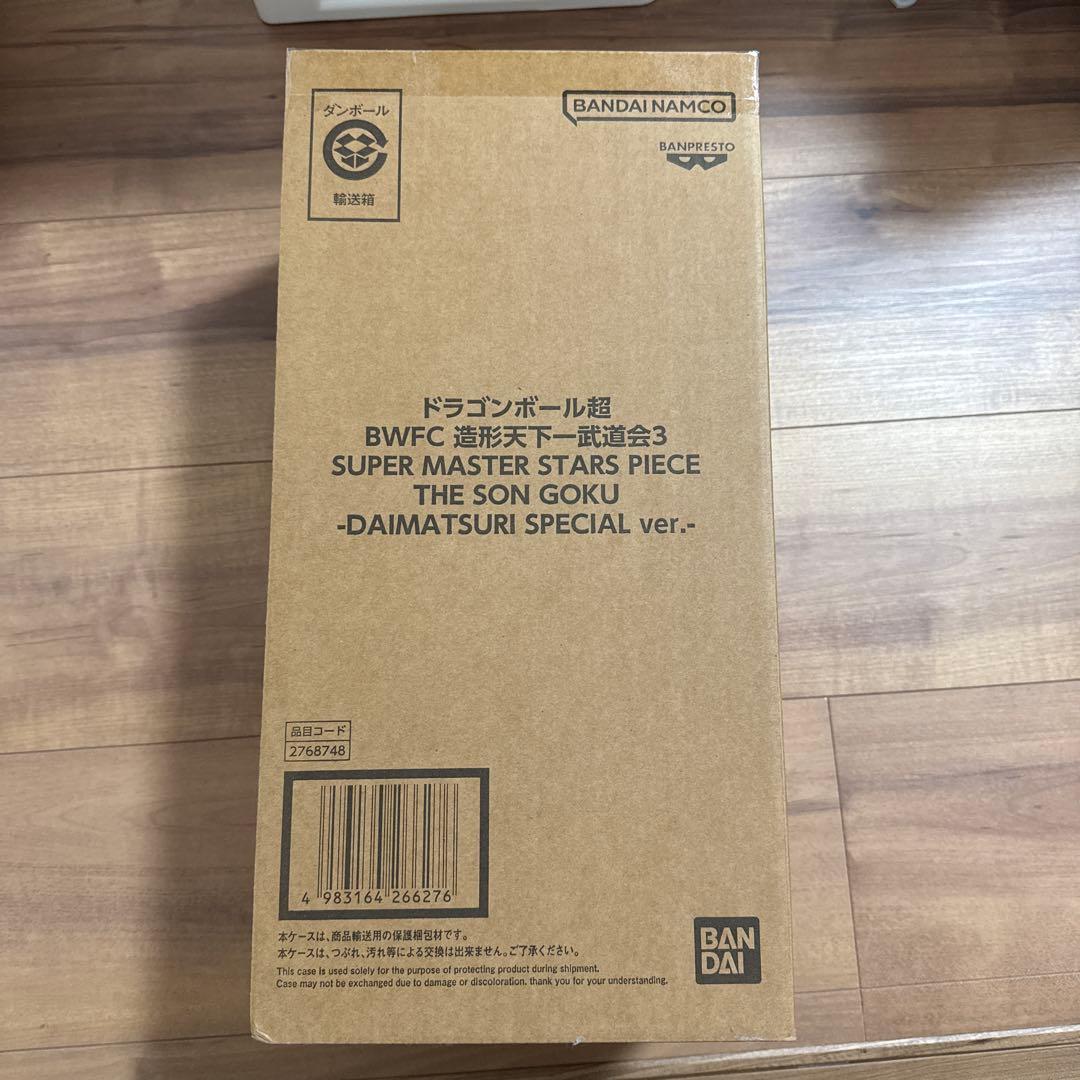 ダンボール
輸送箱
BANDAI NAMCO
BANPRESTO
ドラゴンボール超
BWFC 造形天下一武道会3
SUPER MASTER STARS PIECE
THE SON GOKU
-DAIMATSURI SPECIAL ver.-
品目コード
2768748
4 983164 266276
本ケースは、商品輸送用の保護梱包材です。
本ケースは、つぶれ、汚れ等による交換は出来ません。ご了承ください。
This case is used solely for the purpose of protecting product during shipment.
Case may not be exchanged due to damage or discoloration. thank you for your understanding.
BAN
DAI